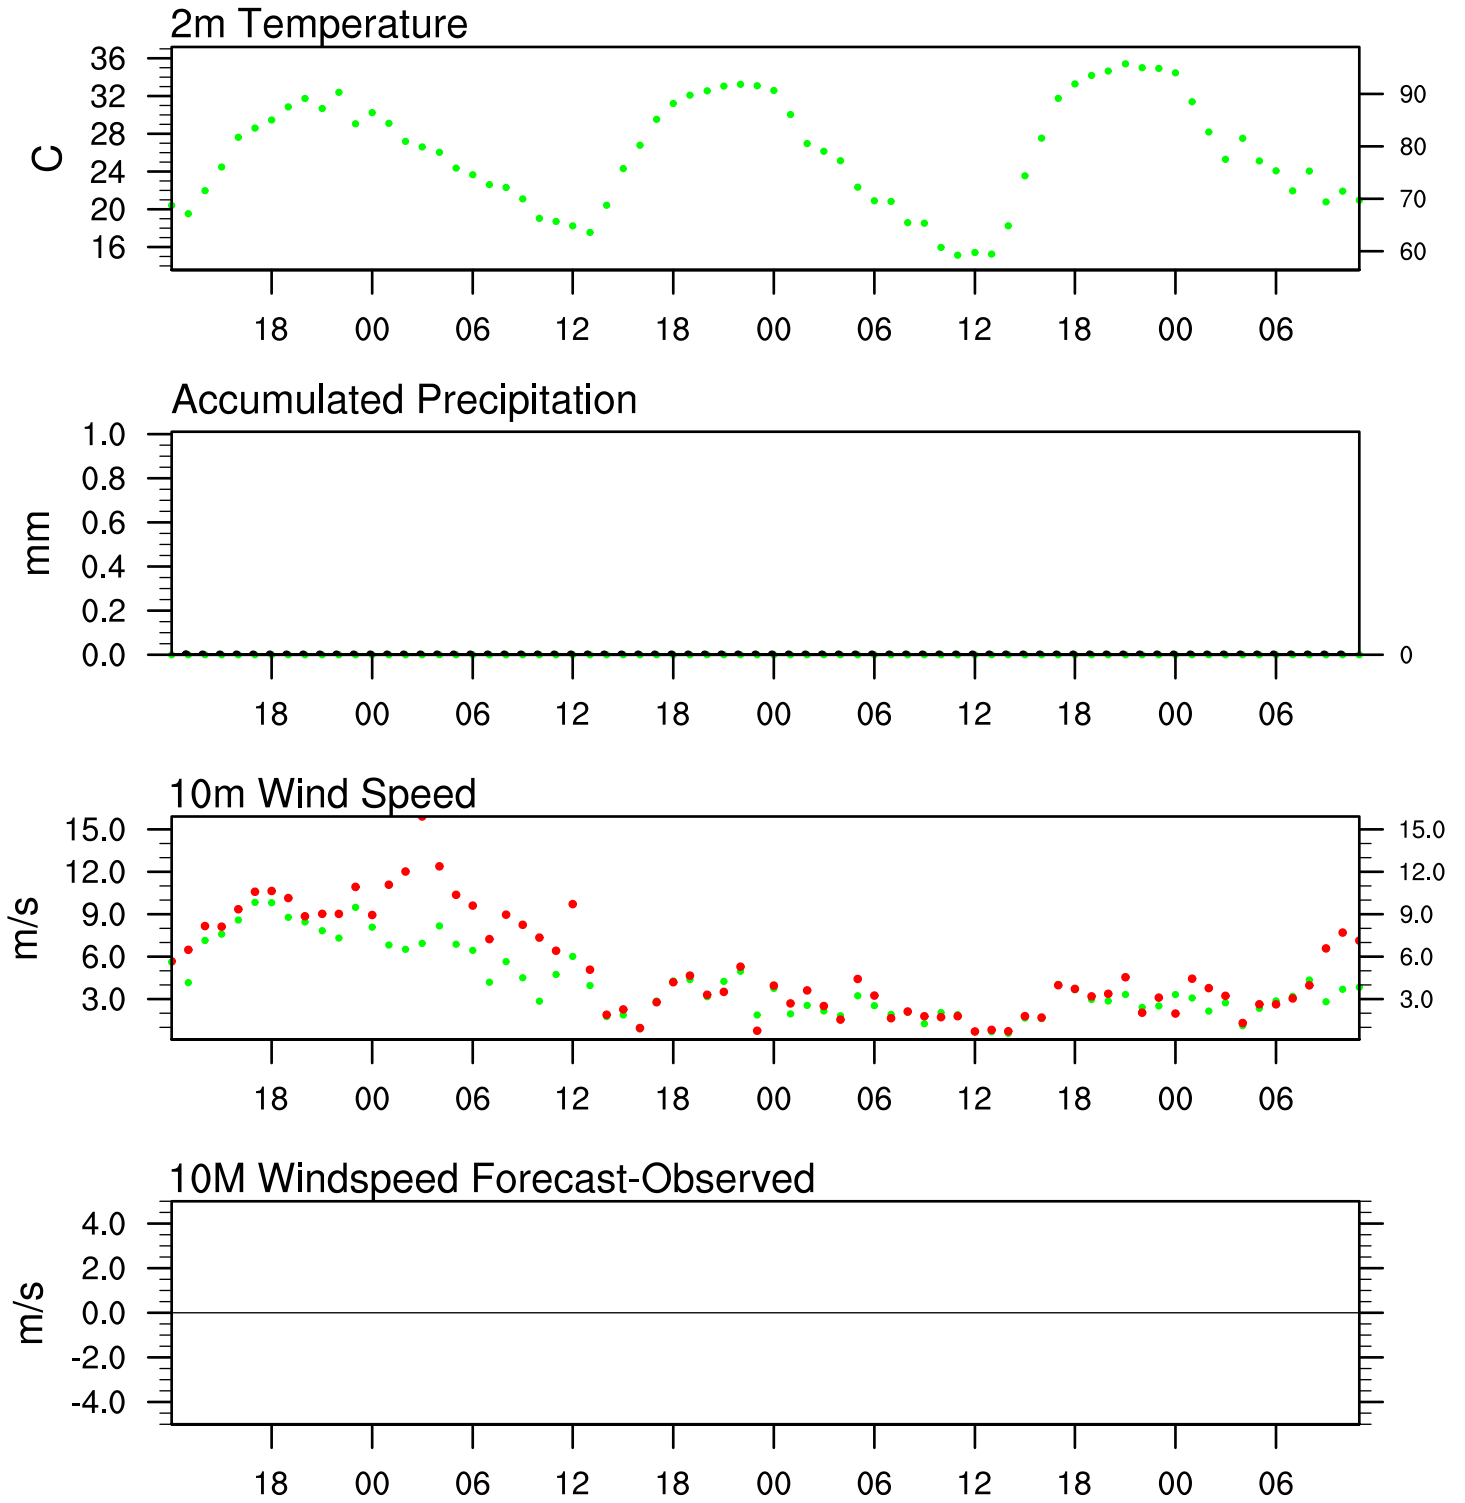 2m Temperature
36
32
28
24
20
16
C
90
80
70
60
18 00 06 12 18 00 06 12 18 00 06
Accumulated Precipitation
1.0
0.8
0.6
0.4
0.2
0.0
mm
0
18 00 06 12 18 00 06 12 18 00 06
10m Wind Speed
15.0
12.0
9.0
6.0
3.0
m/s
15.0
12.0
9.0
6.0
3.0
18 00 06 12 18 00 06 12 18 00 06
10M Windspeed Forecast-Observed
4.0
2.0
0.0
-2.0
-4.0
m/s
18 00 06 12 18 00 06 12 18 00 06